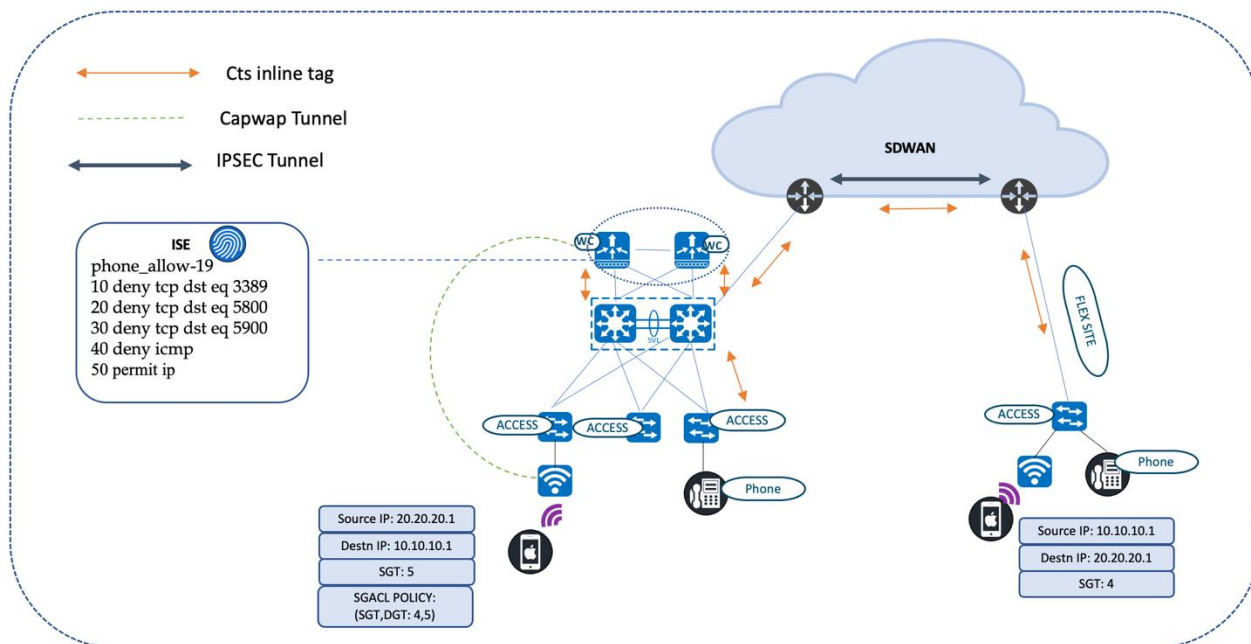 Cts inline tag
Capwap Tunnel
IPSEC Tunnel
SDWAN
ISE
phone_allow-19
10 deny tcp dst eq 3389
20 deny tcp dst eq 5800
30 deny tcp dst eq 5900
40 deny icmp
50 permit ip
WC
WC
SVL
FLEX SITE
ACCESS
ACCESS
ACCESS
ACCESS
Phone
Phone
Source IP: 20.20.20.1
Destn IP: 10.10.10.1
SGT: 5
SGACL POLICY:
(SGT,DGT: 4,5)
Source IP: 10.10.10.1
Destn IP: 20.20.20.1
SGT: 4